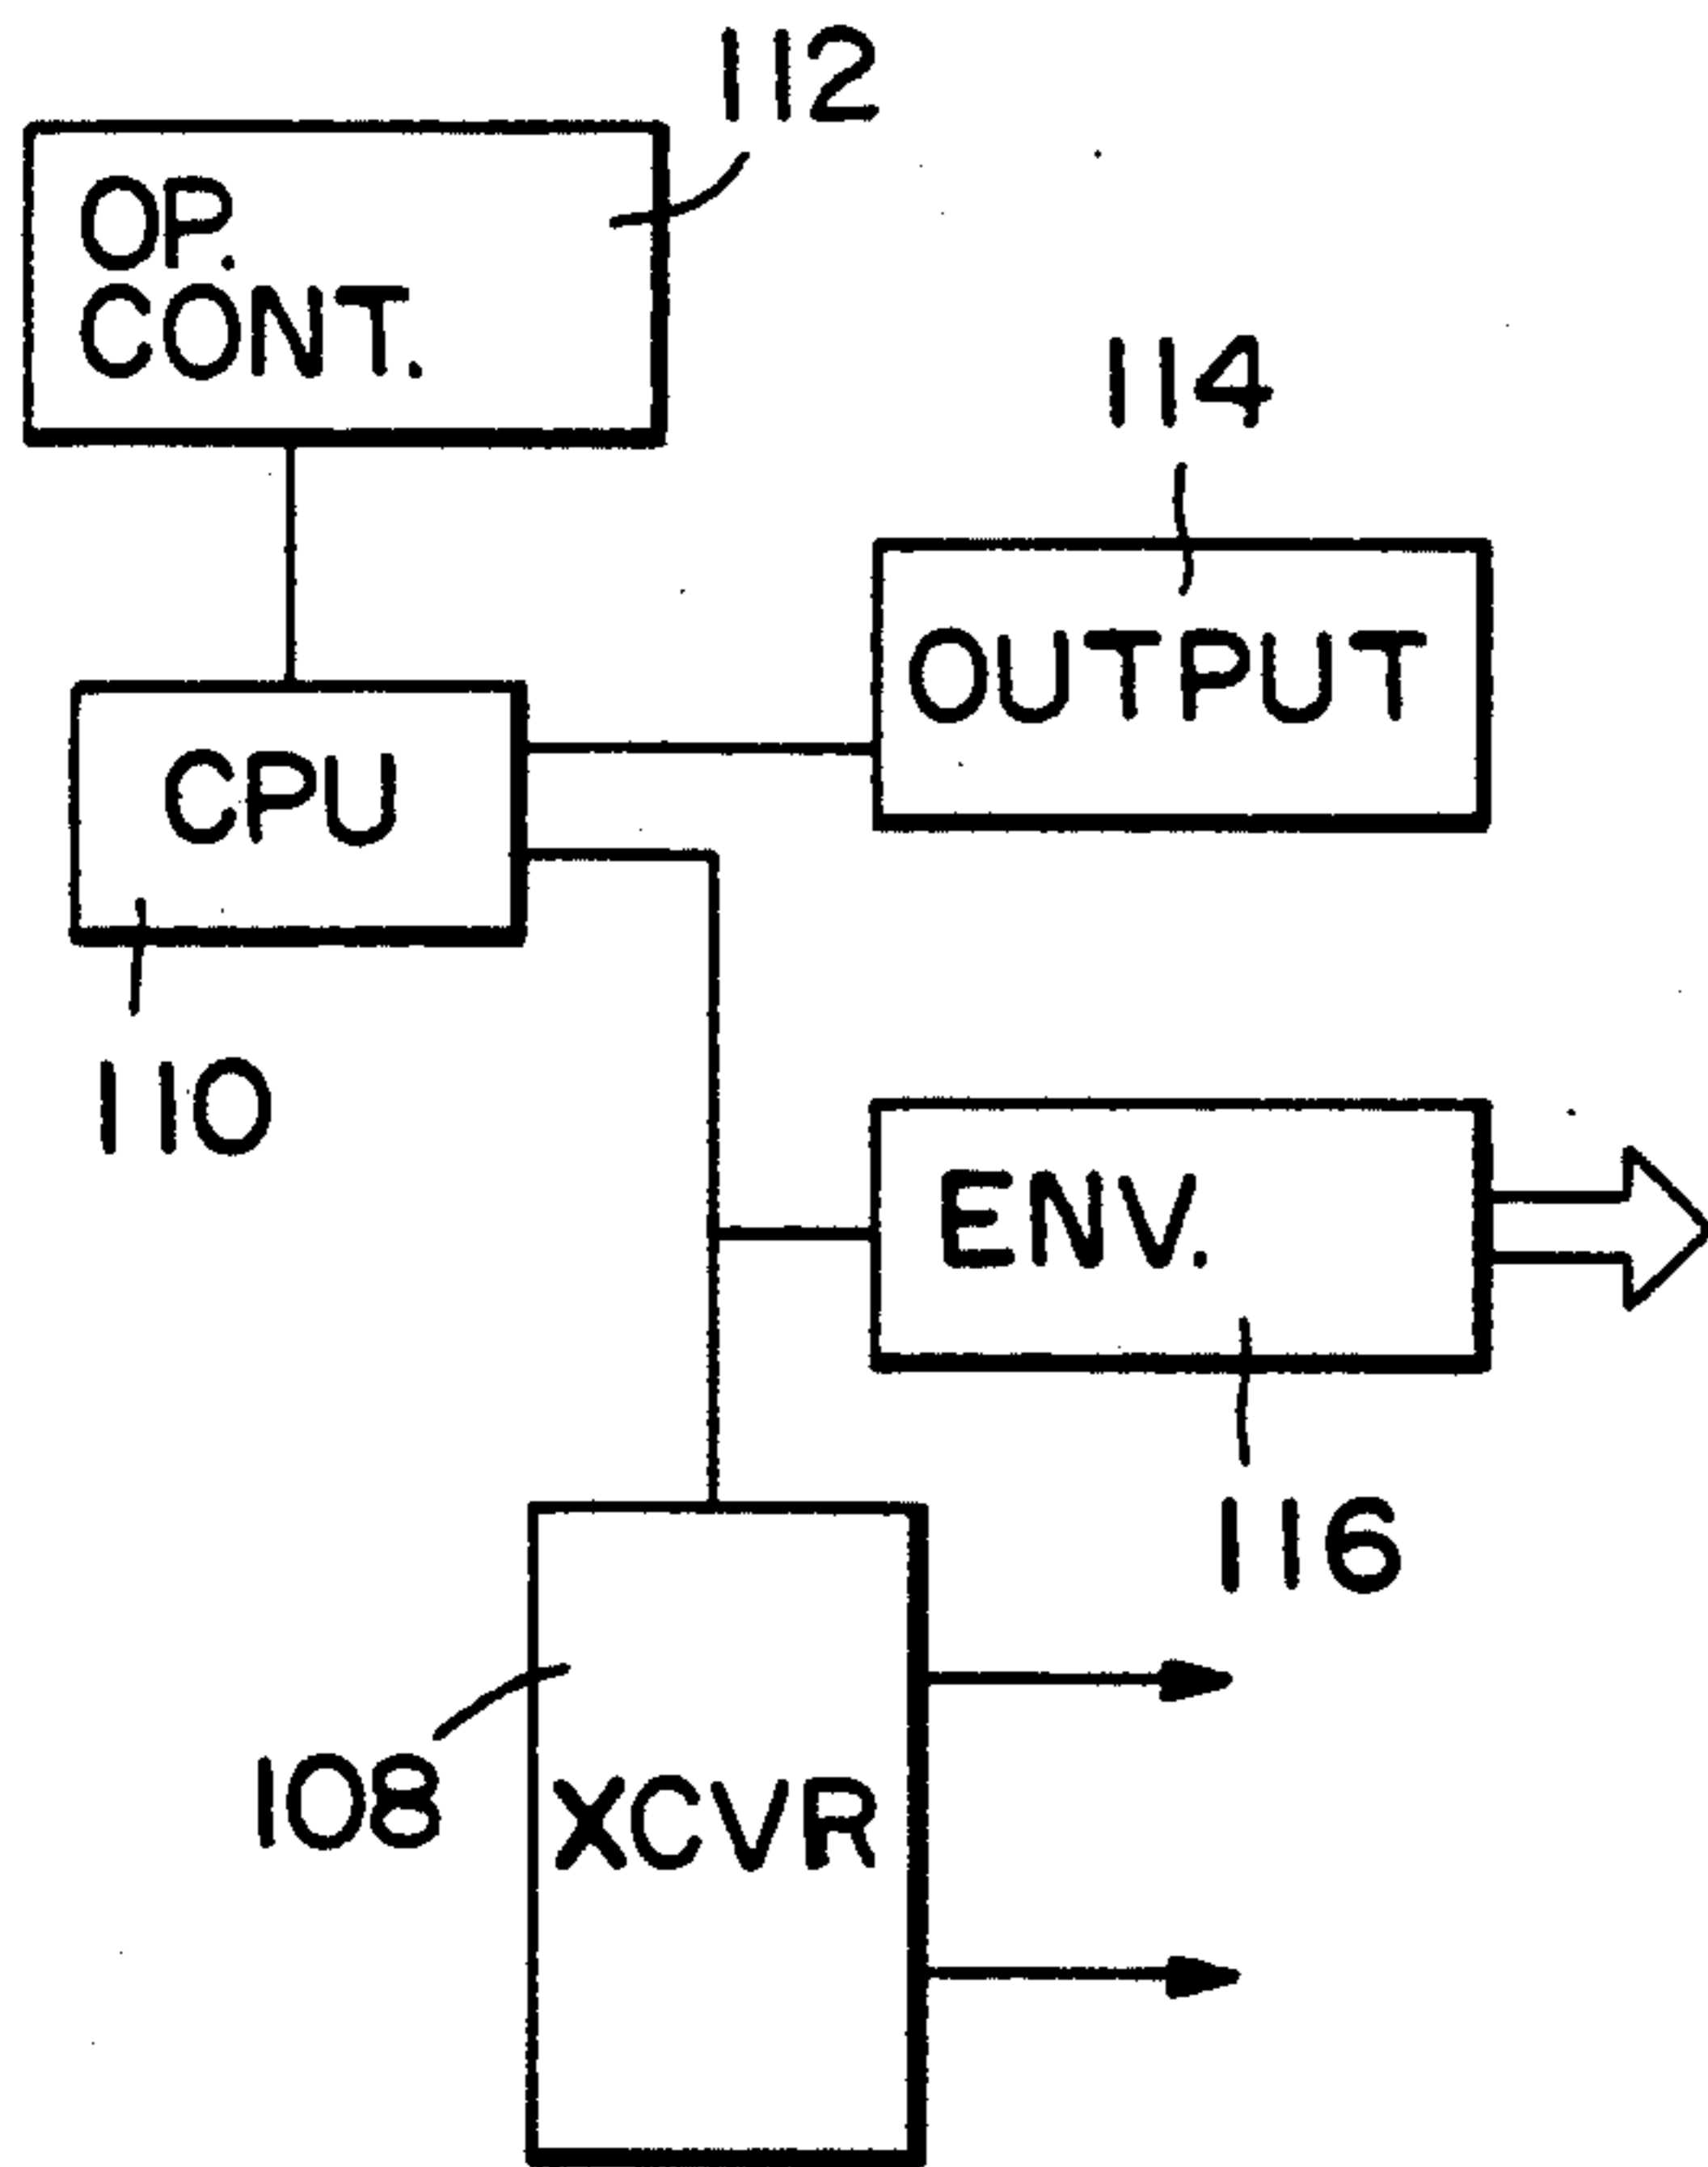 112
OP.
CONT.
114
OUTPUT
CPU
110
ENV.
116
108
XCVR